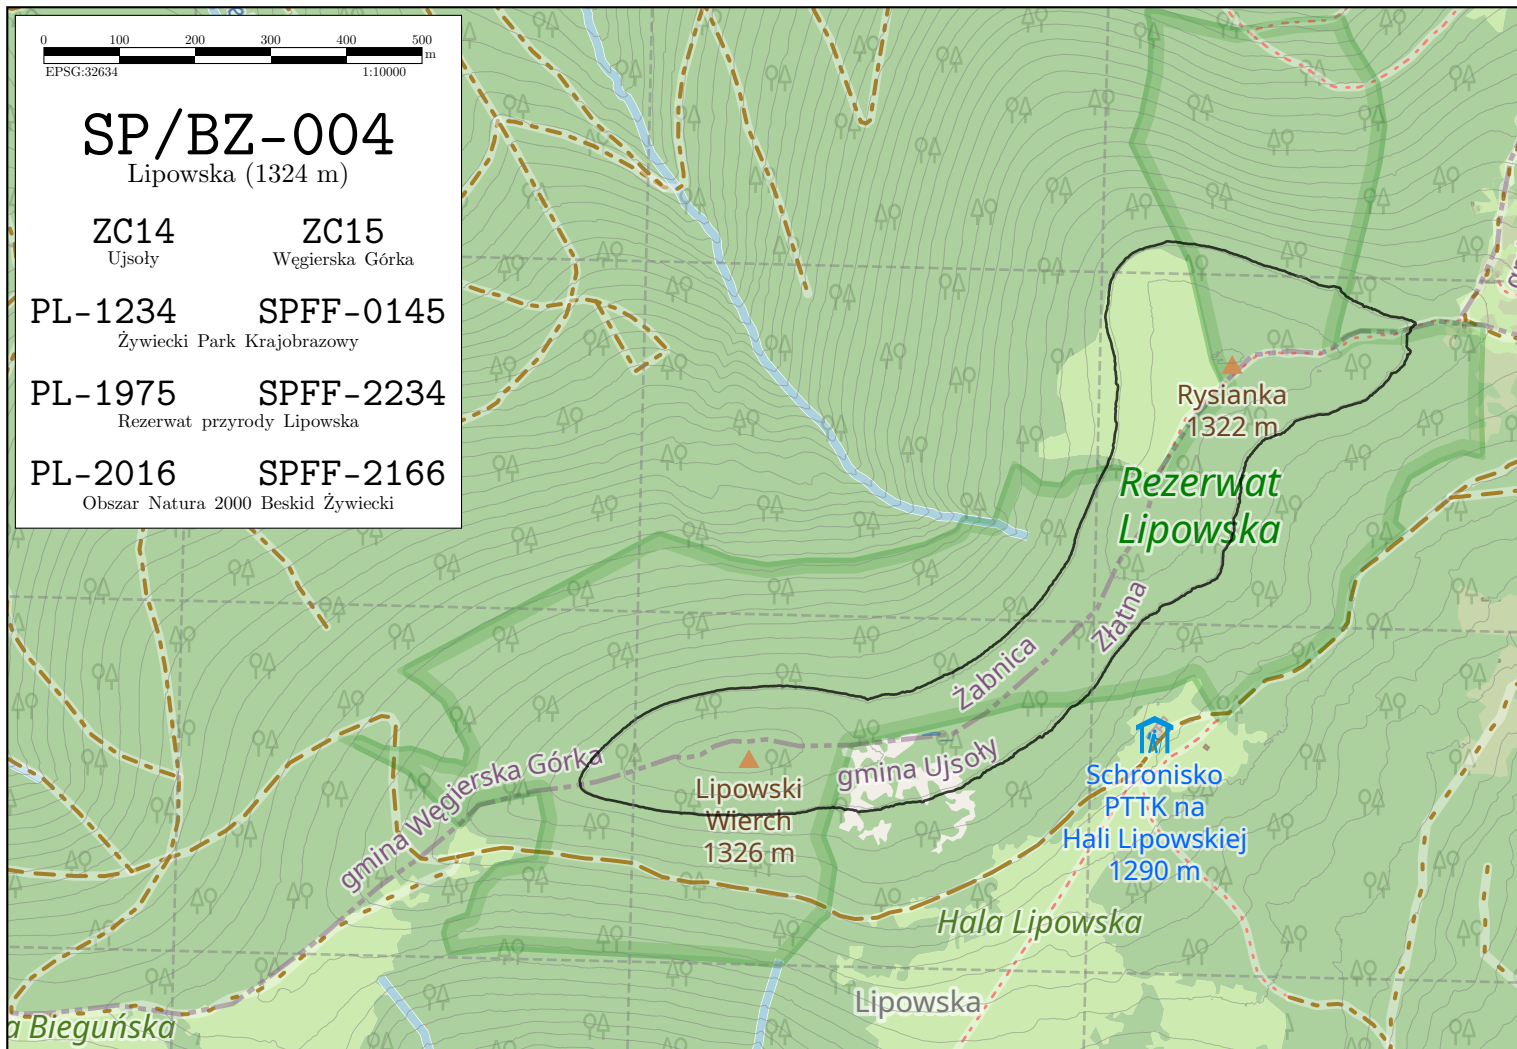 0 100 200 300 400 500
m
EPSG:32634 1:10000
SP/BZ-004
Lipowska (1324 m)
ZC14 ZC15
Ujsoły Węgierska Górka
PL-1234 SPFF-0145
Żywiecki Park Krajobrazowy
PL-1975 SPFF-2234
Rezerwat przyrody Lipowska
PL-2016 SPFF-2166
Obszar Natura 2000 Beskid Żywiecki
Rysianka
1322 m
Rezerwat
Lipowska
Złatna
Żabnica
gmina Węgierska Górka
gmina Ujsoły
Lipowski
Wierch
1326 m
Schronisko
PTTK na
Hali Lipowskiej
1290 m
Hala Lipowska
Lipowska
a Bieguńska